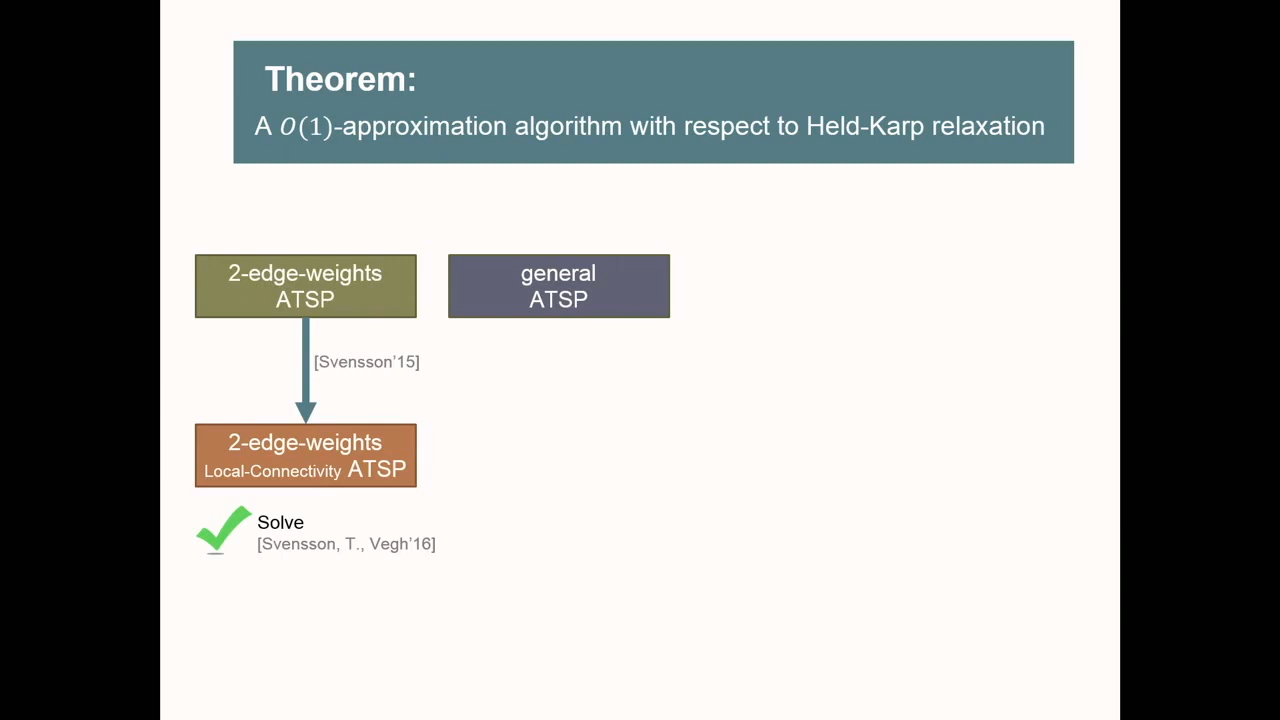 Theorem:
A O(1)-approximation algorithm with respect to Held-Karp relaxation
2-edge-weights
ATSP
general
ATSP
[Svensson’15]
2-edge-weights
Local-Connectivity ATSP
Solve
[Svensson, T., Vegh’16]